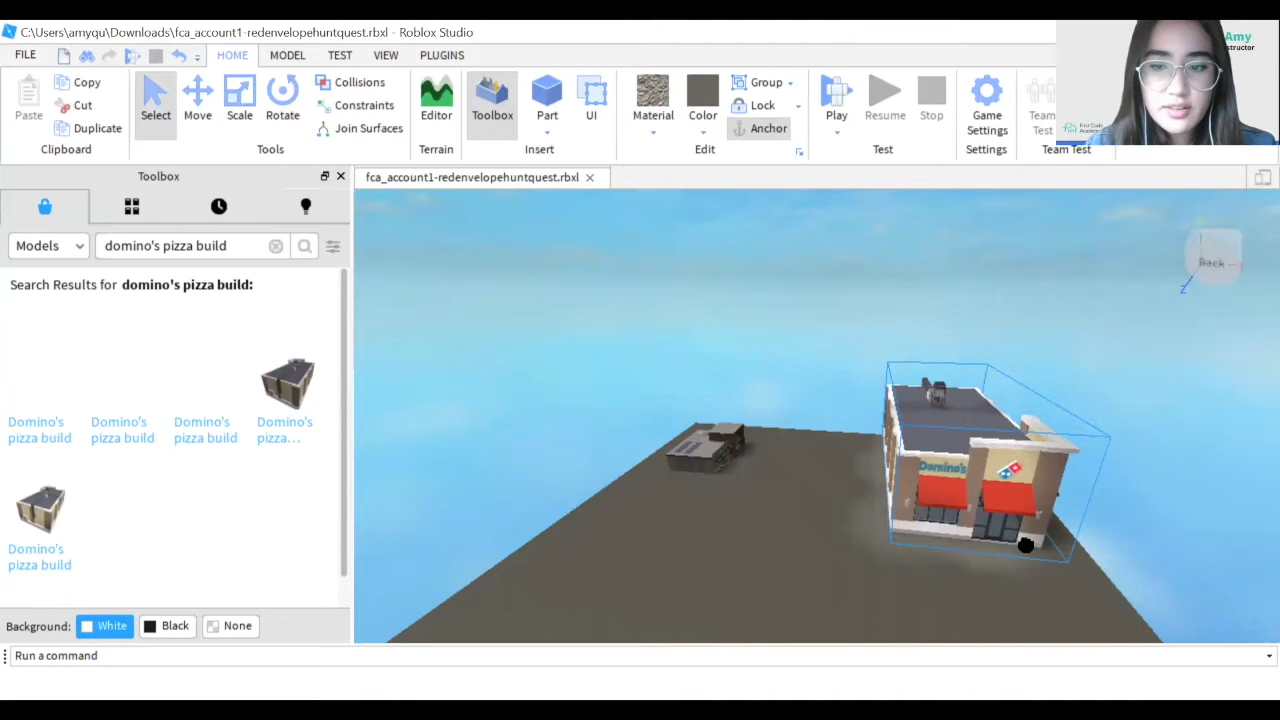 C:\Users\amyqu\Downloads\fca_account1-redenvelopehuntquest.rbxl - Roblox Studio
Amy
structor
FILE HOME MODEL TEST VIEW PLUGINS
Copy
Cut
Duplicate
Paste
Clipboard
Select Move Scale Rotate
Collisions
Constraints
Join Surfaces
Tools
Editor
Terrain
Toolbox Part UI
Insert
Material Color
Group
Lock
Anchor
Edit
Play Resume Stop
Test
Game
Settings
Settings
Team
Test
Team Test
First Code
Academy
Toolbox
fca_account1-redenvelopehuntquest.rbxl
Models
domino's pizza build
Search Results for domino's pizza build:
Domino's
pizza build
Domino's
pizza build
Domino's
pizza build
Domino's
pizza...
Domino's
pizza build
Back
Z
Domino's
Background: White Black None
Run a command